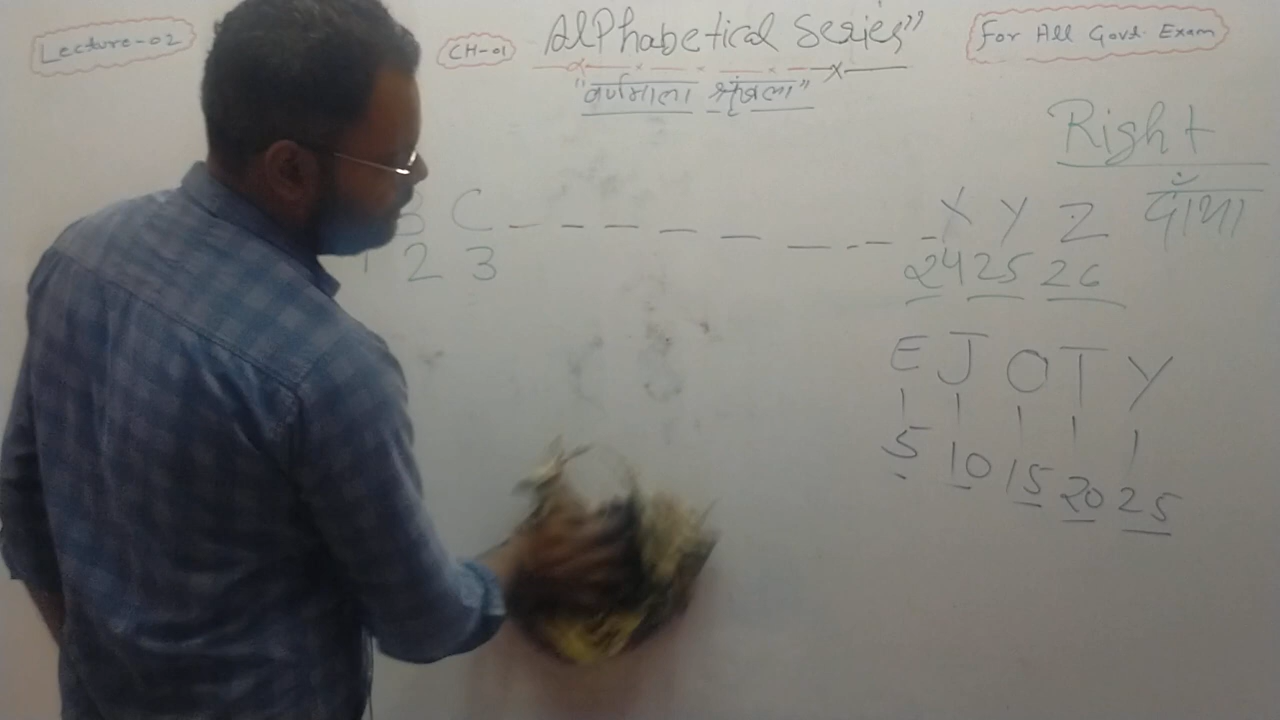 Lecture-02
CH-01
Alphabetical Series"
For All Govt. Exam
"वर्णमाला श्रृंखला"
Right
दाँया
B C _ _ _ _ _ _ _ _ _ X Y Z
1 2 3 24 25 26
E J O T Y
5 10 15 20 25